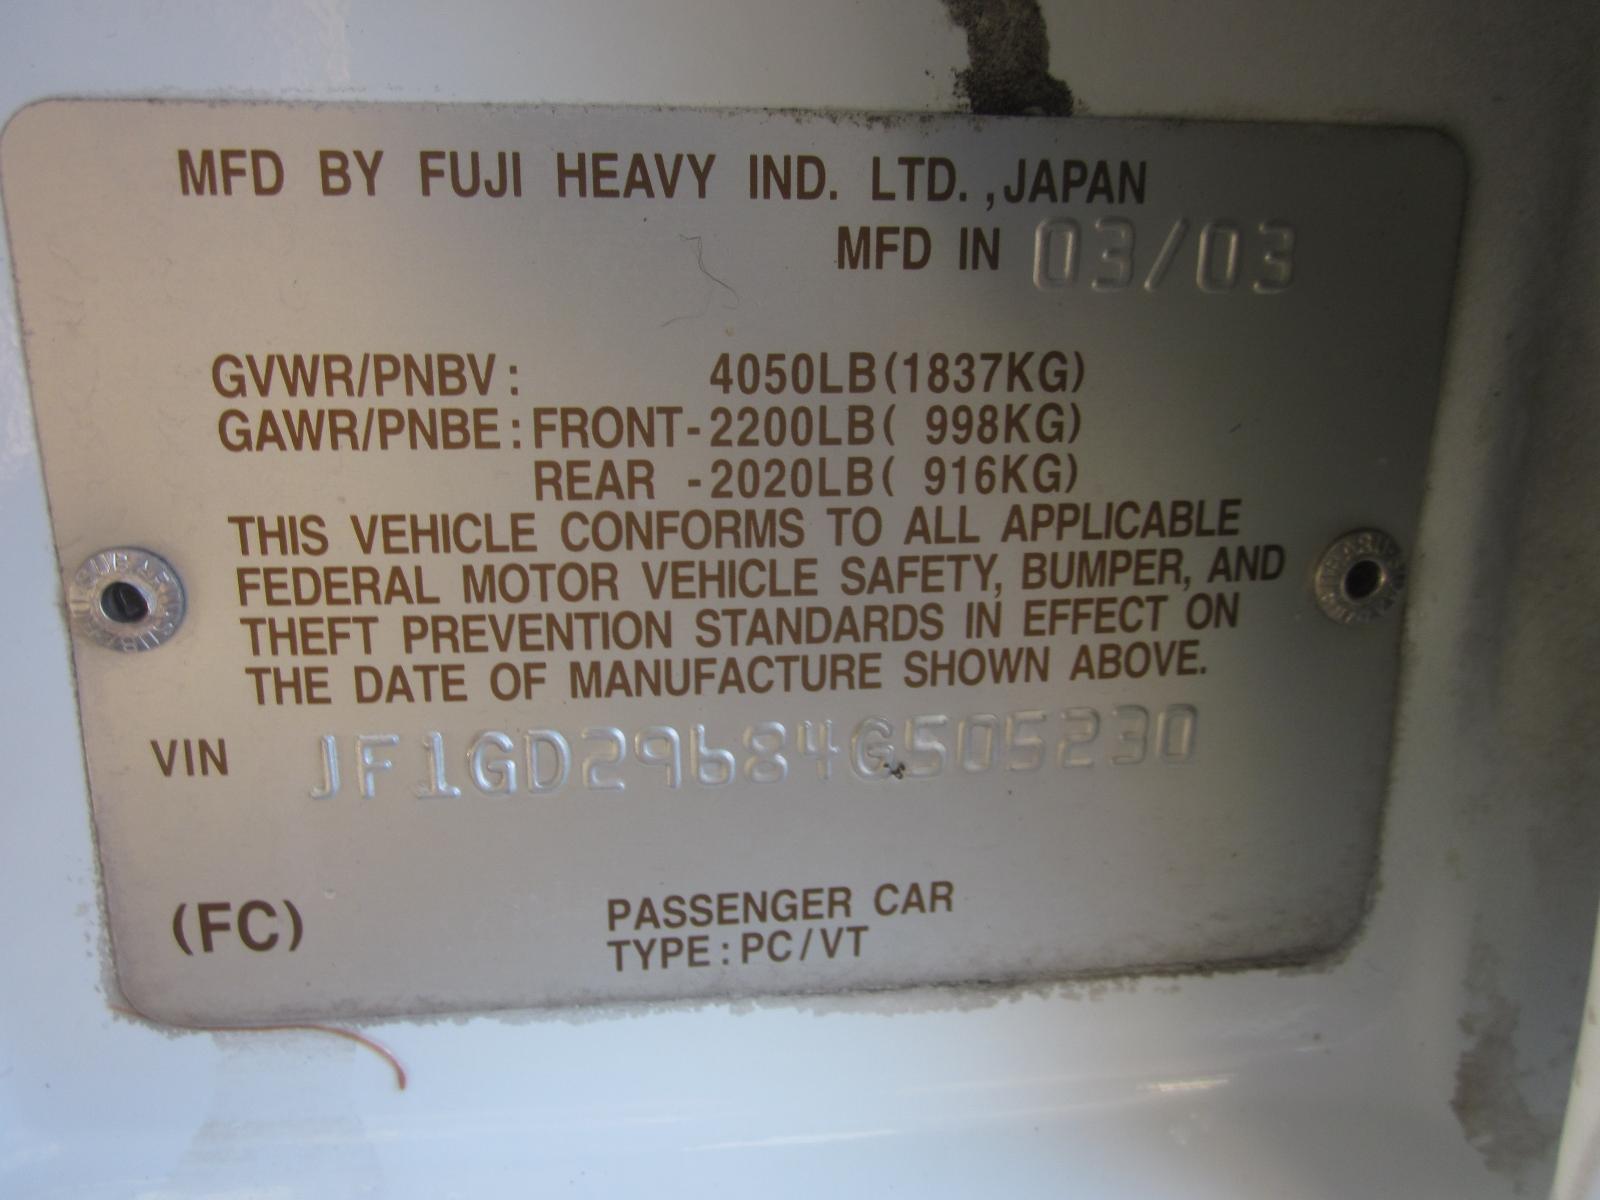 MFD BY FUJI HEAVY IND. LTD.,JAPAN
MFD IN 03/03
GVWR/PNBV: 4050LB(1837KG)
GAWR/PNBE:FRONT-2200LB( 998KG)
REAR -2020LB( 916KG)
THIS VEHICLE CONFORMS TO ALL APPLICABLE
FEDERAL MOTOR VEHICLE SAFETY, BUMPER, AND
THEFT PREVENTION STANDARDS IN EFFECT ON
THE DATE OF MANUFACTURE SHOWN ABOVE.
VIN JF1GD29684G505230
(FC) PASSENGER CAR
TYPE:PC/VT